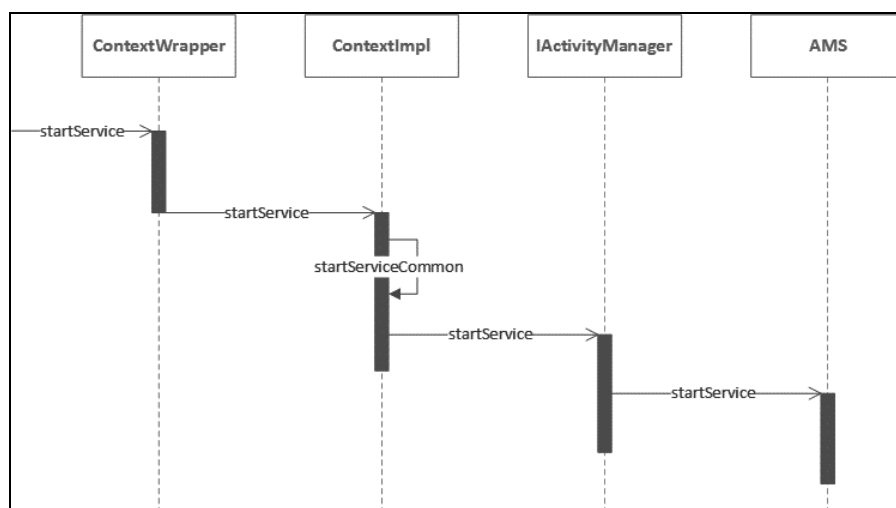 ContextWrapper
ContextImpl
IActivityManager
AMS
startService
startService
startServiceCommon
startService
startService